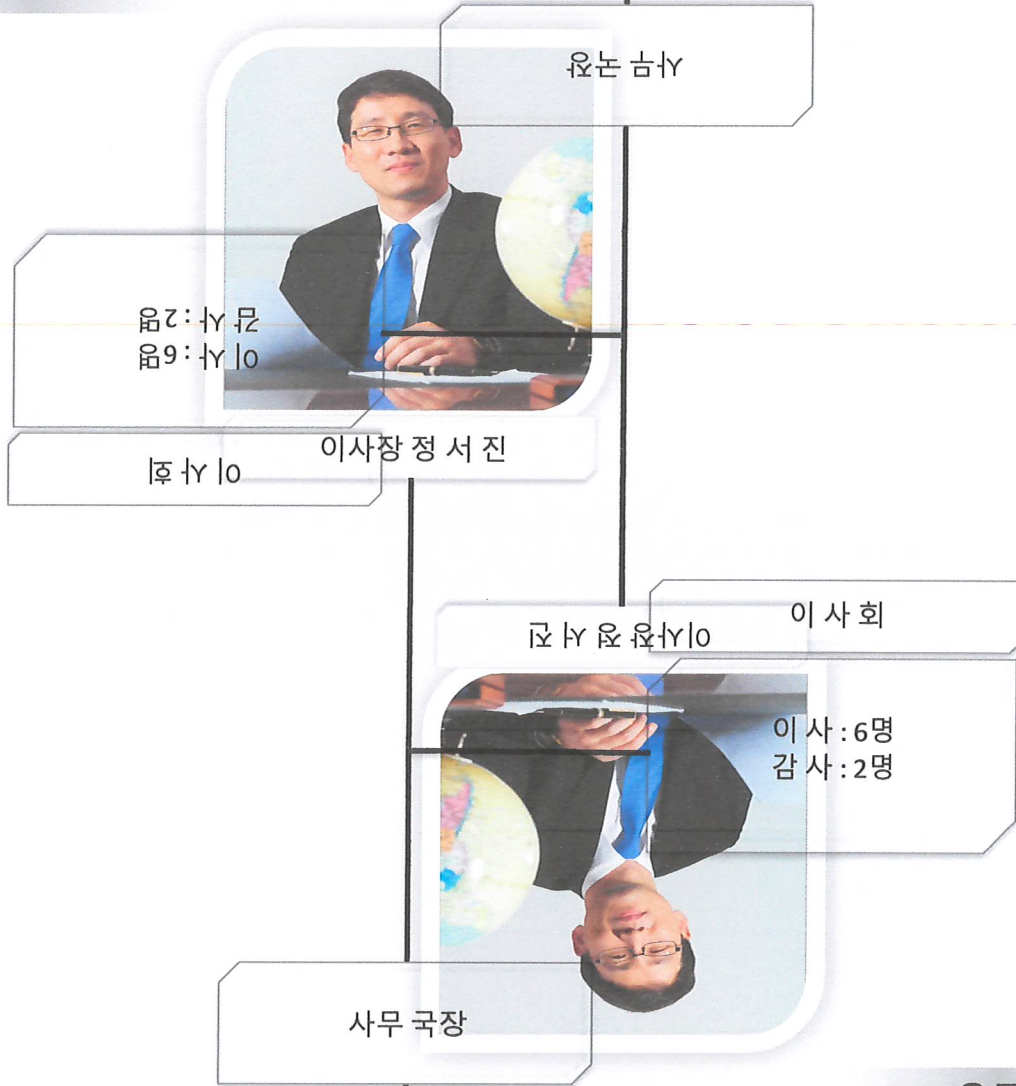 사무 국장
감 사 : 2명
이 사 : 6명
이 사 회
이사장 정 서 진
이 사 회
이사장 정 서 진
이 사 : 6명
감 사 : 2명
사무 국장